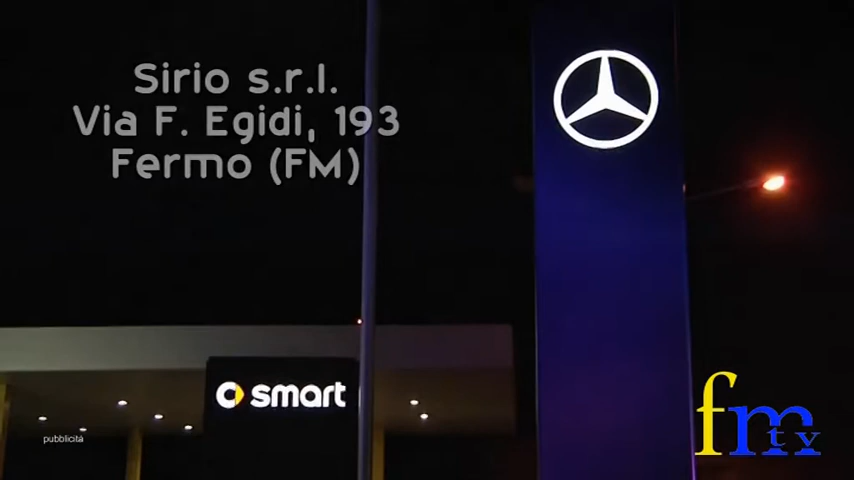 Sirio s.r.l.
Via F. Egidi, 193
Fermo (FM)
smart
pubblicità
fm
tv